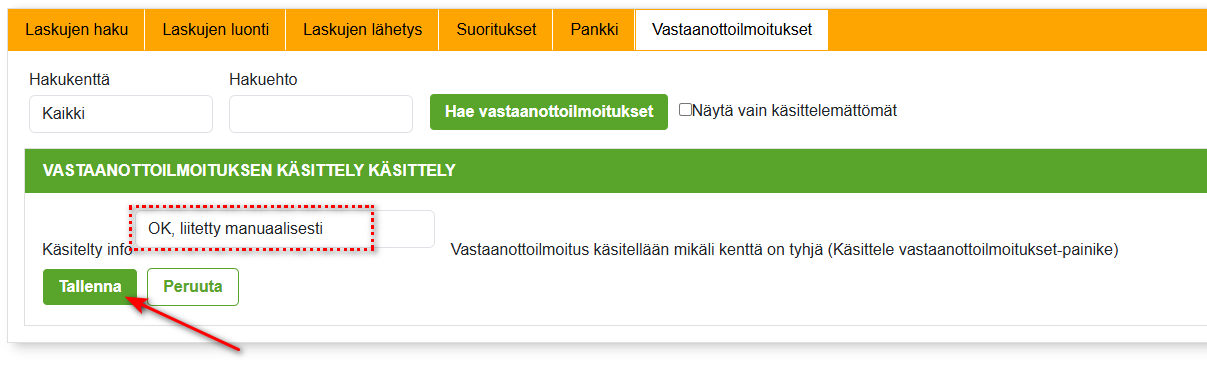 Laskujen haku Laskujen luonti Laskujen lähetys Suoritukset Pankki Vastaanottoilmoitukset
Hakukenttä Hakuehto
Kaikki Hae vastaanottoilmoitukset Näytä vain käsittelemättömät
VASTAANOTTOILMOITUKSEN KÄSITTELY KÄSITTELY
OK, liitetty manuaalisesti
Käsitelty info Vastaanottoilmoitus käsitellään mikäli kenttä on tyhjä (Käsittele vastaanottoilmoitukset-painike)
Tallenna Peruuta